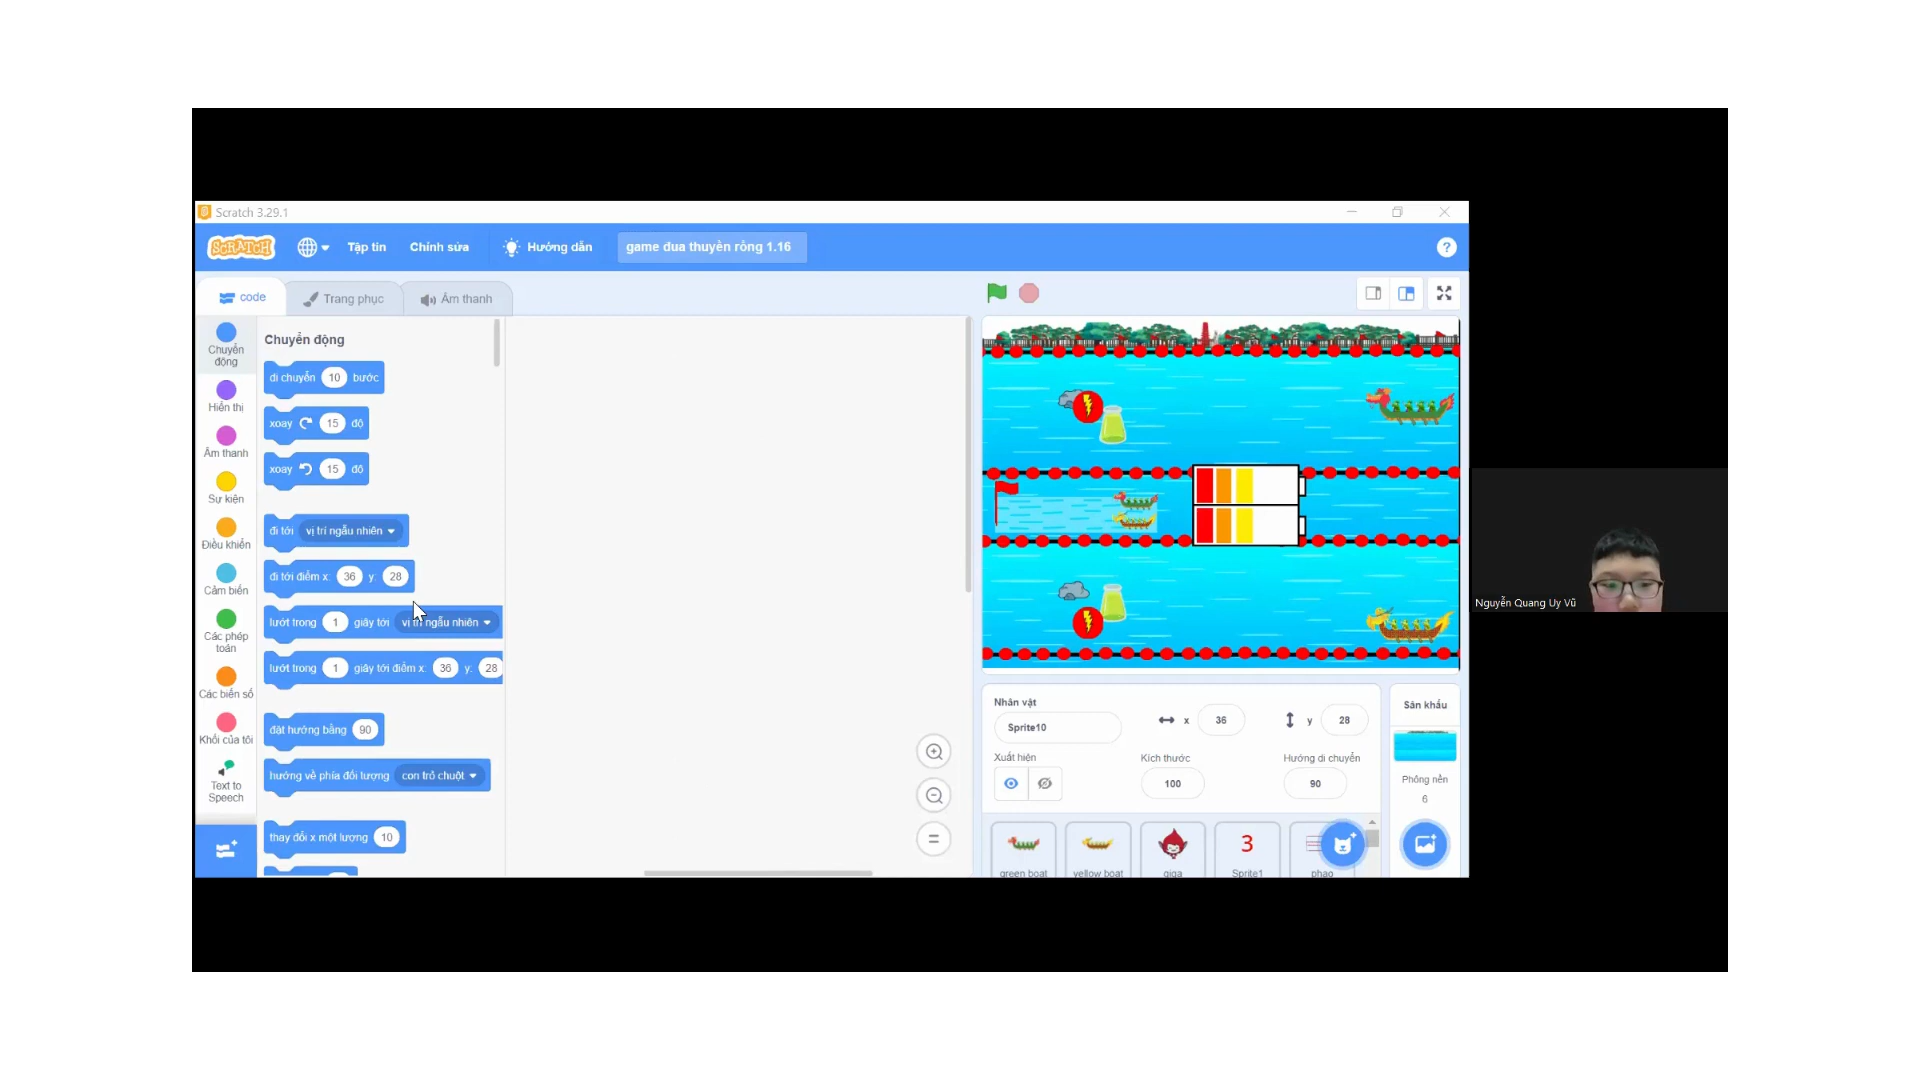 Scratch 3.29.1
SCRATCH
Tập tin
Chỉnh sửa
Hướng dẫn
game đua thuyền rồng 1.16
?
code
Trang phục
Âm thanh
Chuyển động
Hiển thị
Âm thanh
Sự kiện
Điều khiển
Cảm biến
Các phép toán
Các biến số
Khối của tôi
Text to Speech
Chuyển động
di chuyển 10 bước
xoay 15 độ
xoay 15 độ
đi tới vị trí ngẫu nhiên
đi tới điểm x: 36 y: 28
lướt trong 1 giây tới vị trí ngẫu nhiên
lướt trong 1 giây tới điểm x: 36 y: 28
đặt hướng bằng 90
hướng về phía đối tượng con trỏ chuột
thay đổi x một lượng 10
Nhân vật
Sprite10
x 36
y 28
Xuất hiện
Kích thước
100
Hướng di chuyển
90
Sân khấu
Phông nền
6
green boat
yellow boat
giga
3
Sprite1
phao
Nguyễn Quang Uy Vũ